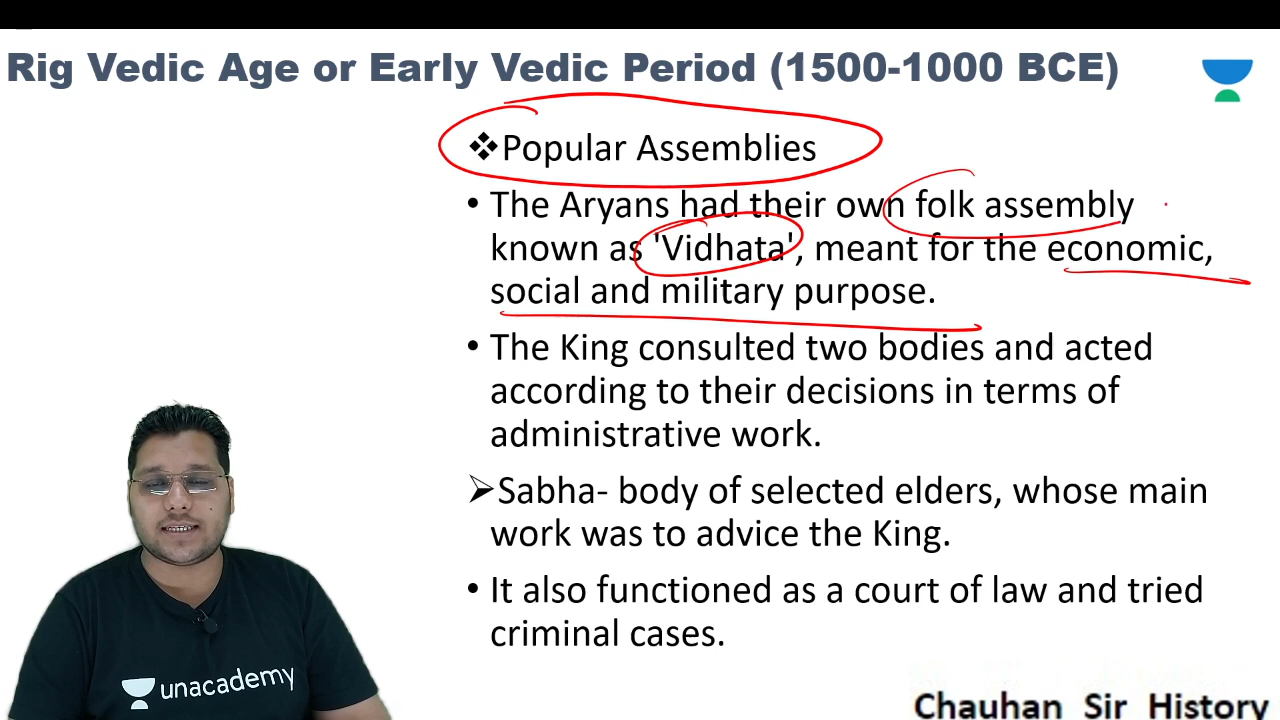 Rig Vedic Age or Early Vedic Period (1500-1000 BCE)
❖Popular Assemblies
• The Aryans had their own folk assembly
known as 'Vidhata', meant for the economic,
social and military purpose.
• The King consulted two bodies and acted
according to their decisions in terms of
administrative work.
➢Sabha- body of selected elders, whose main
work was to advice the King.
• It also functioned as a court of law and tried
criminal cases.
unacademy
Chauhan Sir History